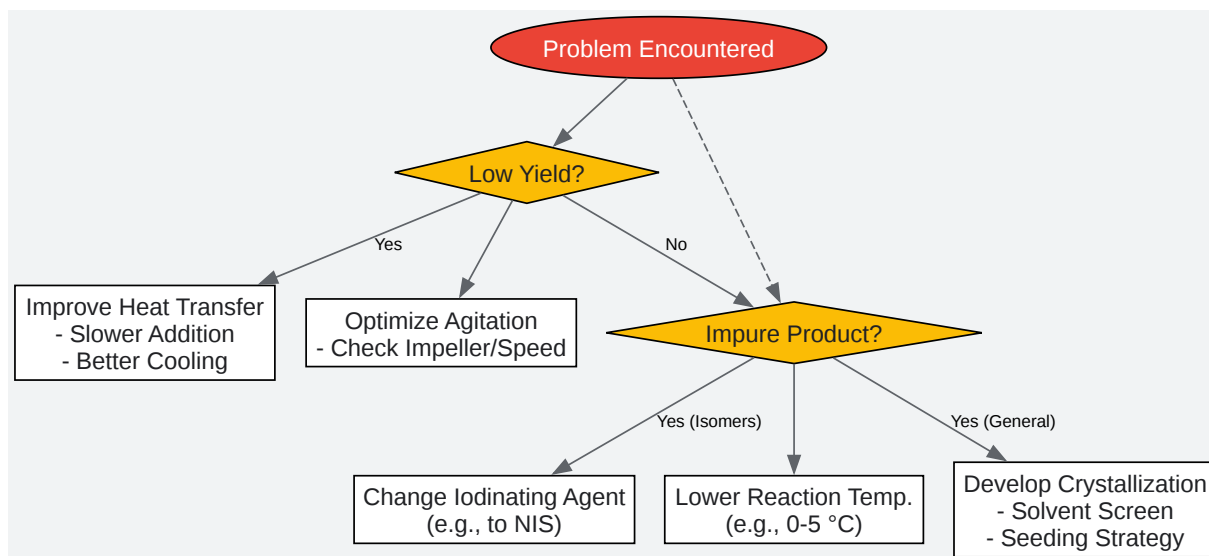 Problem Encountered
Low Yield?
Yes
No
Improve Heat Transfer
- Slower Addition
- Better Cooling
Optimize Agitation
- Check Impeller/Speed
Impure Product?
Yes (Isomers)
Yes (General)
Change Iodinating Agent
(e.g., to NIS)
Lower Reaction Temp.
(e.g., 0-5 °C)
Develop Crystallization
- Solvent Screen
- Seeding Strategy